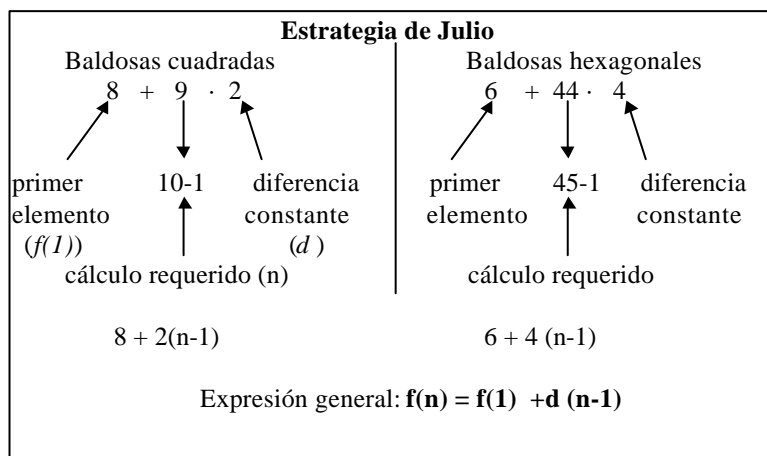 Estrategia de Julio
Baldosas cuadradas
8 + 9 · 2
primer elemento (f(1))
10-1
diferencia constante (d )
cálculo requerido (n)
8 + 2(n-1)
Baldosas hexagonales
6 + 44 · 4
primer elemento
45-1
diferencia constante
cálculo requerido
6 + 4 (n-1)
Expresión general: f(n) = f(1) +d (n-1)